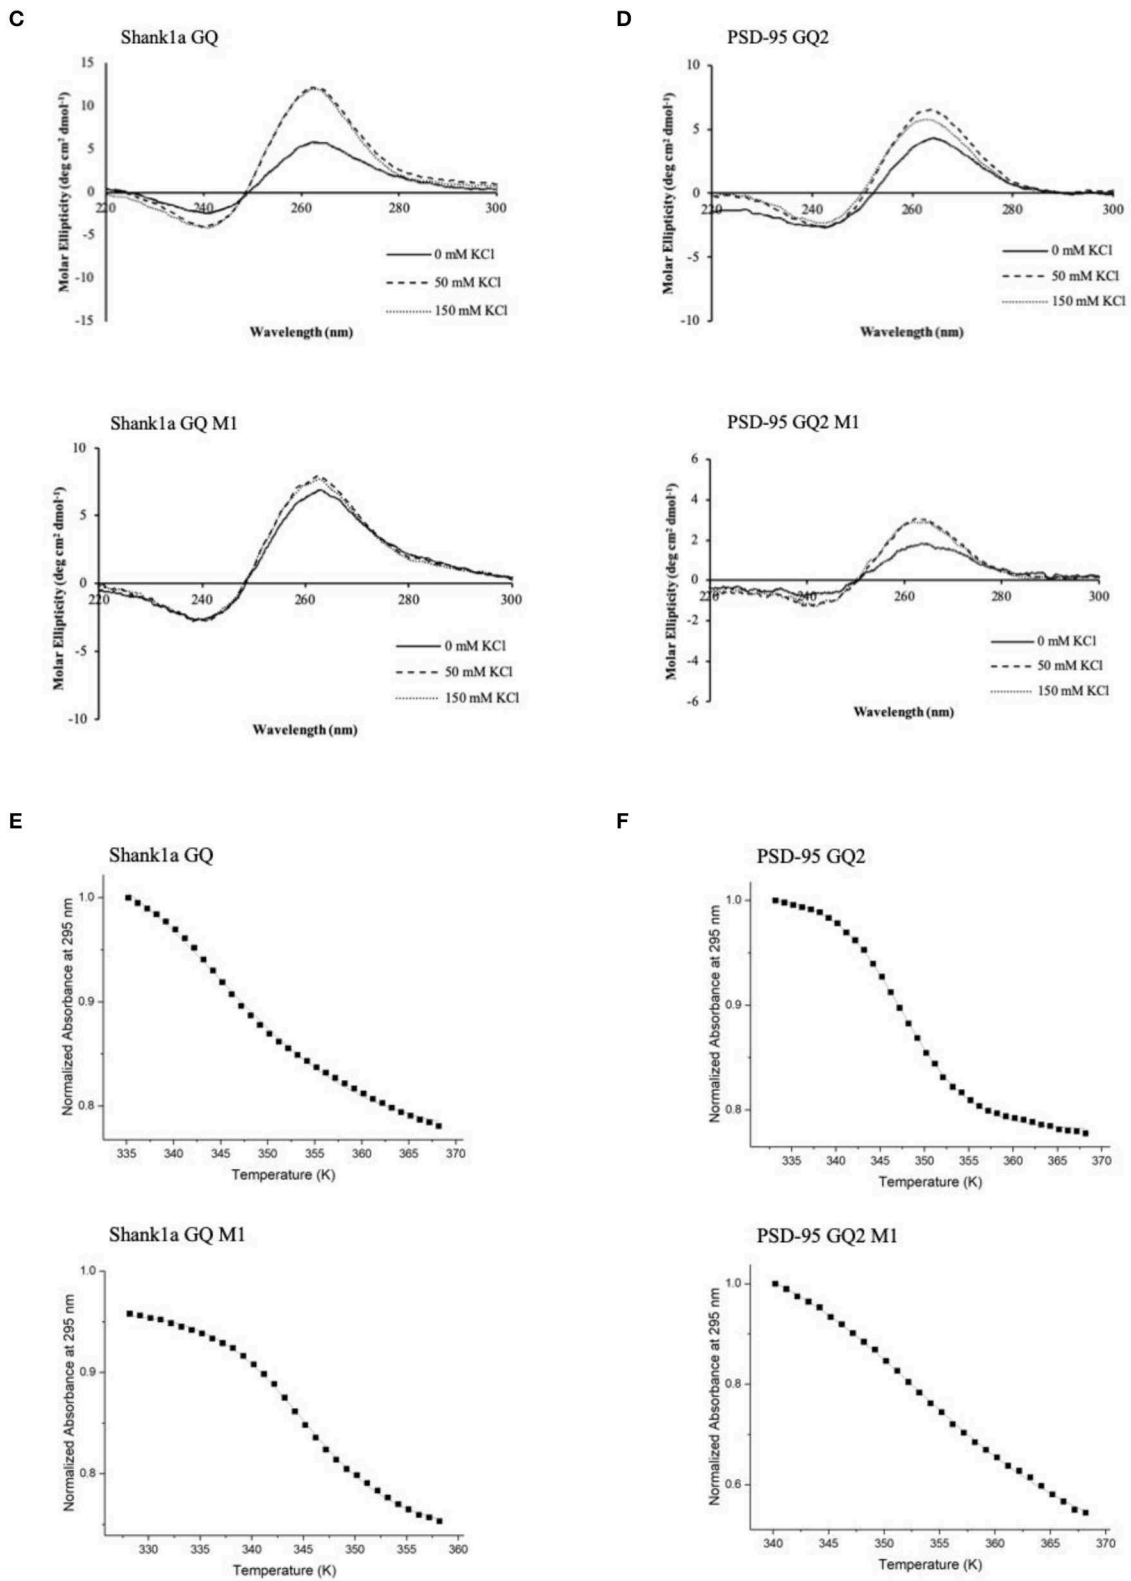 C
Shank1a GQ
15
10
5
0
-5
-10
-15
220
240
260
280
300
Molar Ellipticity (deg cm² dmol⁻¹)
Wavelength (nm)
0 mM KCl
50 mM KCl
150 mM KCl
D
PSD-95 GQ2
10
5
0
-5
-10
220
240
260
280
300
Molar Ellipticity (deg cm² dmol⁻¹)
Wavelength (nm)
0 mM KCl
50 mM KCl
150 mM KCl
Shank1a GQ M1
10
5
0
-5
-10
220
240
260
280
300
Molar Ellipticity (deg cm² dmol⁻¹)
Wavelength (nm)
0 mM KCl
50 mM KCl
150 mM KCl
PSD-95 GQ2 M1
6
4
2
0
-2
-4
-6
220
240
260
280
300
Molar Ellipticity (deg cm² dmol⁻¹)
Wavelength (nm)
0 mM KCl
50 mM KCl
150 mM KCl
E
Shank1a GQ
1.0
0.9
0.8
Normalized Absorbance at 295 nm
335 340 345 350 355 360 365 370
Temperature (K)
F
PSD-95 GQ2
1.0
0.9
0.8
Normalized Absorbance at 295 nm
335 340 345 350 355 360 365 370
Temperature (K)
Shank1a GQ M1
1.0
0.9
0.8
Normalized Absorbance at 295 nm
330 335 340 345 350 355 360
Temperature (K)
PSD-95 GQ2 M1
1.0
0.8
0.6
Normalized Absorbance at 295 nm
340 345 350 355 360 365 370
Temperature (K)